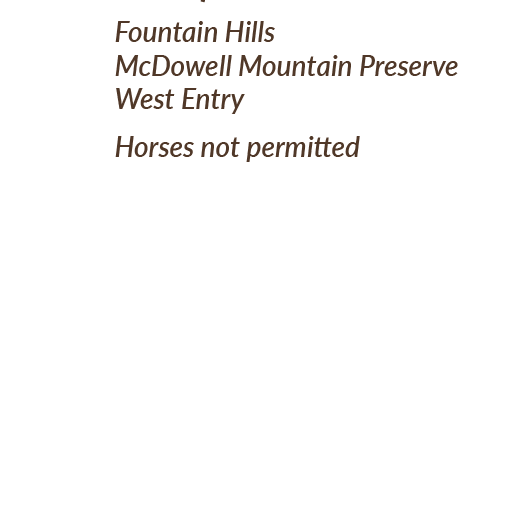 Fountain Hills
McDowell Mountain Preserve
West Entry
Horses not permitted